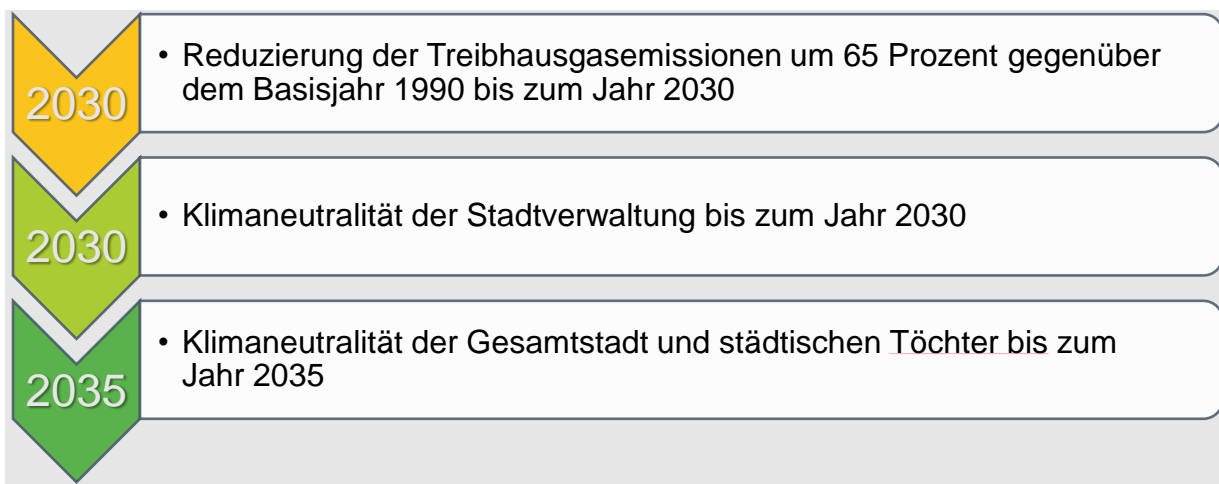 2030
• Reduzierung der Treibhausgasemissionen um 65 Prozent gegenüber
dem Basisjahr 1990 bis zum Jahr 2030
2030
• Klimaneutralität der Stadtverwaltung bis zum Jahr 2030
2035
• Klimaneutralität der Gesamtstadt und städtischen Töchter bis zum
Jahr 2035